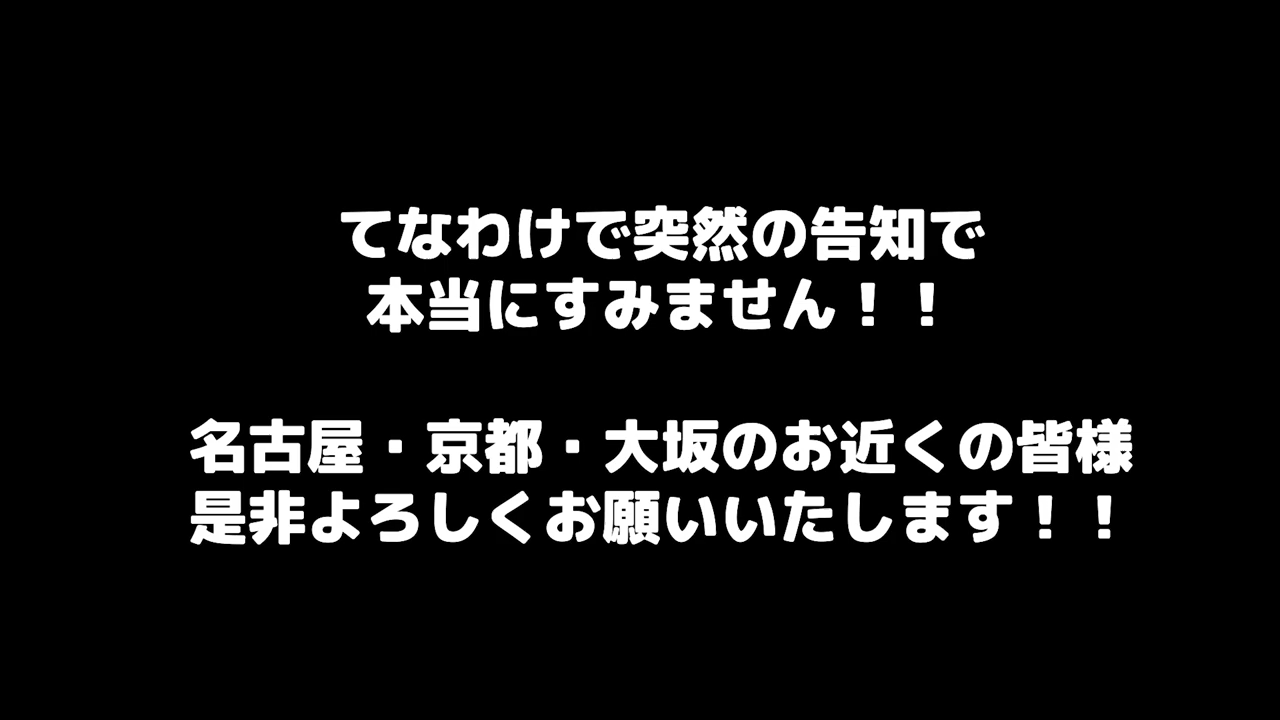 てなわけで突然の告知で
本当にすみません！！
名古屋・京都・大坂のお近くの皆様
是非よろしくお願いいたします！！